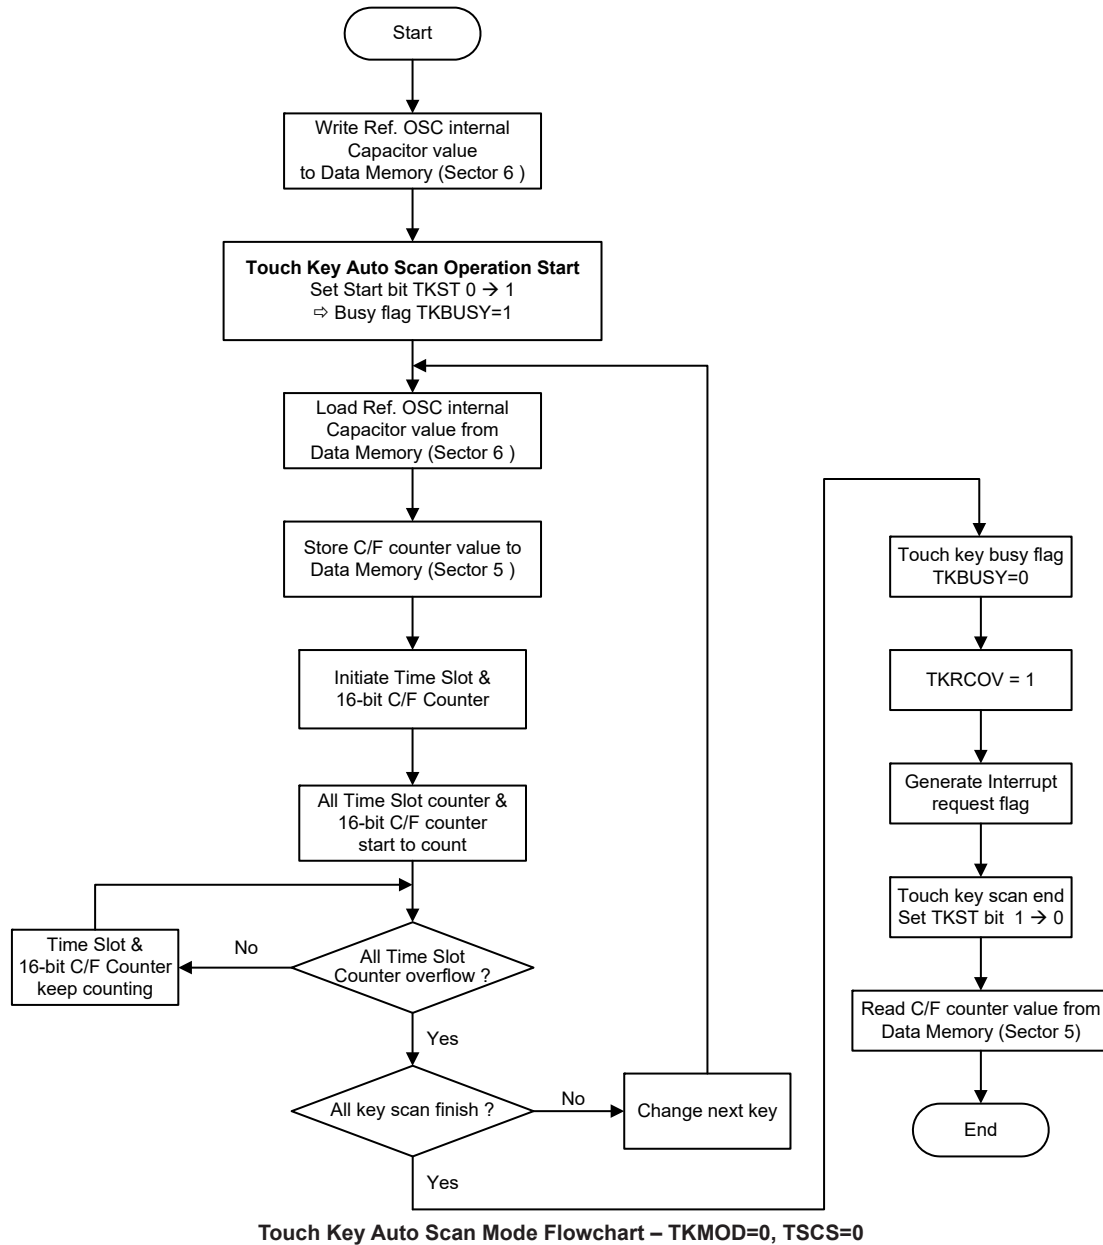 Start
Write Ref. OSC internal
Capacitor value
to Data Memory (Sector 6 )
Touch Key Auto Scan Operation Start
Set Start bit TKST 0 → 1
⇨ Busy flag TKBUSY=1
Load Ref. OSC internal
Capacitor value from
Data Memory (Sector 6 )
Store C/F counter value to
Data Memory (Sector 5 )
Initiate Time Slot &
16-bit C/F Counter
All Time Slot counter &
16-bit C/F counter
start to count
All Time Slot
Counter overflow ?
No
Time Slot &
16-bit C/F Counter
keep counting
Yes
All key scan finish ?
No
Change next key
Yes
Touch key busy flag
TKBUSY=0
TKRCOV = 1
Generate Interrupt
request flag
Touch key scan end
Set TKST bit 1 → 0
Read C/F counter value from
Data Memory (Sector 5)
End
Touch Key Auto Scan Mode Flowchart – TKMOD=0, TSCS=0